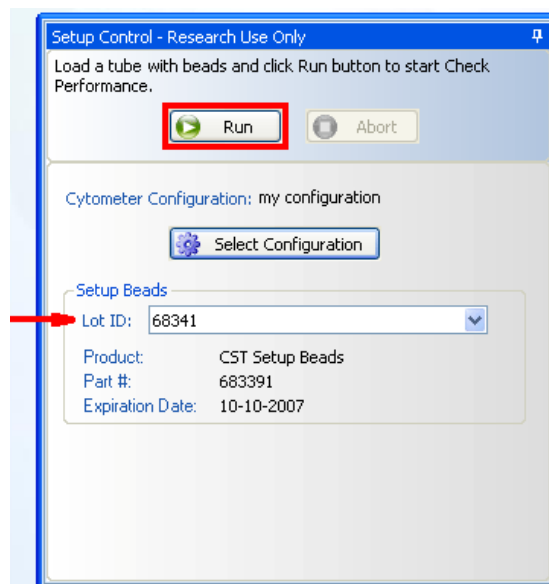 Setup Control - Research Use Only
Load a tube with beads and click Run button to start Check
Performance.
Run
Abort
Cytometer Configuration: my configuration
Select Configuration
Setup Beads
Lot ID: 68341
Product: CST Setup Beads
Part #: 683391
Expiration Date: 10-10-2007